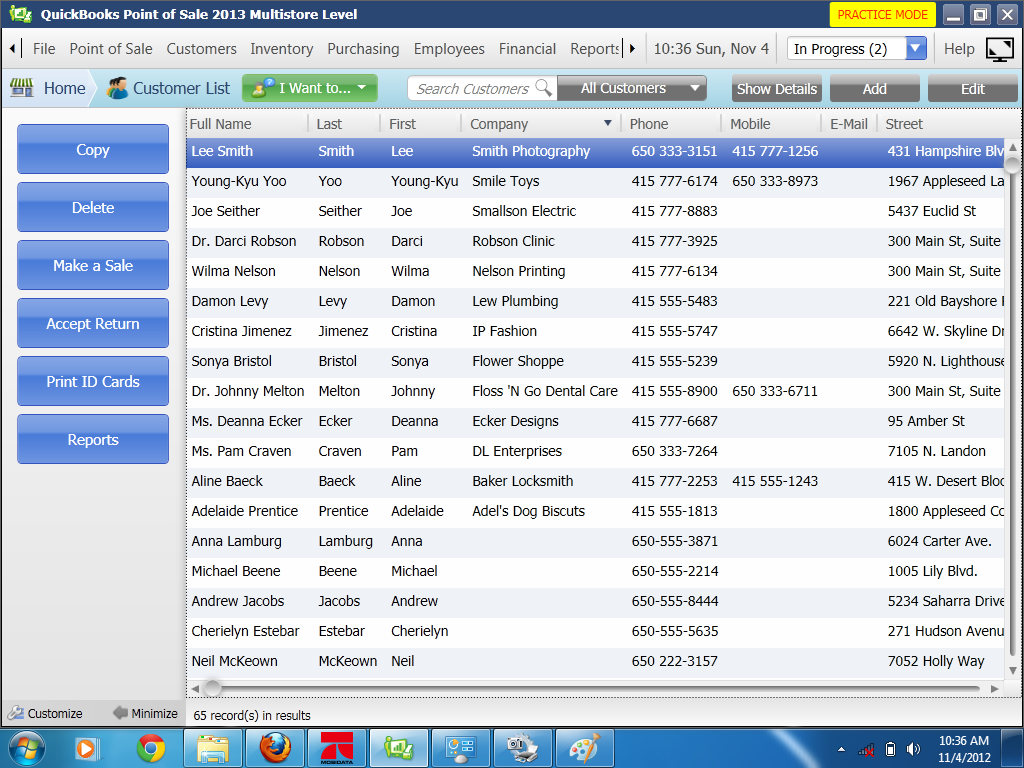 QuickBooks Point of Sale 2013 Multistore Level PRACTICE MODE
File Point of Sale Customers Inventory Purchasing Employees Financial Reports 10:36 Sun, Nov 4 In Progress (2) Help
Home Customer List I Want to... Search Customers All Customers Show Details Add Edit
Copy
Delete
Make a Sale
Accept Return
Print ID Cards
Reports
Full Name Last First Company Phone Mobile E-Mail Street
Lee Smith Smith Lee Smith Photography 650 333-3151 415 777-1256 431 Hampshire Blv
Young-Kyu Yoo Yoo Young-Kyu Smile Toys 415 777-6174 650 333-8973 1967 Appleseed La
Joe Seither Seither Joe Smallson Electric 415 777-8883 5437 Euclid St
Dr. Darci Robson Robson Darci Robson Clinic 415 777-3925 300 Main St, Suite
Wilma Nelson Nelson Wilma Nelson Printing 415 777-6134 300 Main St, Suite
Damon Levy Levy Damon Lew Plumbing 415 555-5483 221 Old Bayshore
Cristina Jimenez Jimenez Cristina IP Fashion 415 555-5747 6642 W. Skyline Dr
Sonya Bristol Bristol Sonya Flower Shoppe 415 555-5239 5920 N. Lighthouse
Dr. Johnny Melton Melton Johnny Floss 'N Go Dental Care 415 555-8900 650 333-6711 300 Main St, Suite
Ms. Deanna Ecker Ecker Deanna Ecker Designs 415 777-6687 95 Amber St
Ms. Pam Craven Craven Pam DL Enterprises 650 333-7264 7105 N. Landon
Aline Baeck Baeck Aline Baker Locksmith 415 777-2253 415 555-1243 415 W. Desert Bloo
Adelaide Prentice Prentice Adelaide Adel's Dog Biscuts 415 555-1813 1800 Appleseed Co
Anna Lamburg Lamburg Anna 650-555-3871 6024 Carter Ave.
Michael Beene Beene Michael 650-555-2214 1005 Lily Blvd.
Andrew Jacobs Jacobs Andrew 650-555-8444 5234 Saharra Drive
Cherielyn Estebar Estebar Cherielyn 650-555-5635 271 Hudson Avenu
Neil McKeown McKeown Neil 650 222-3157 7052 Holly Way
Customize Minimize 65 record(s) in results
MOBIDATA
10:36 AM
11/4/2012